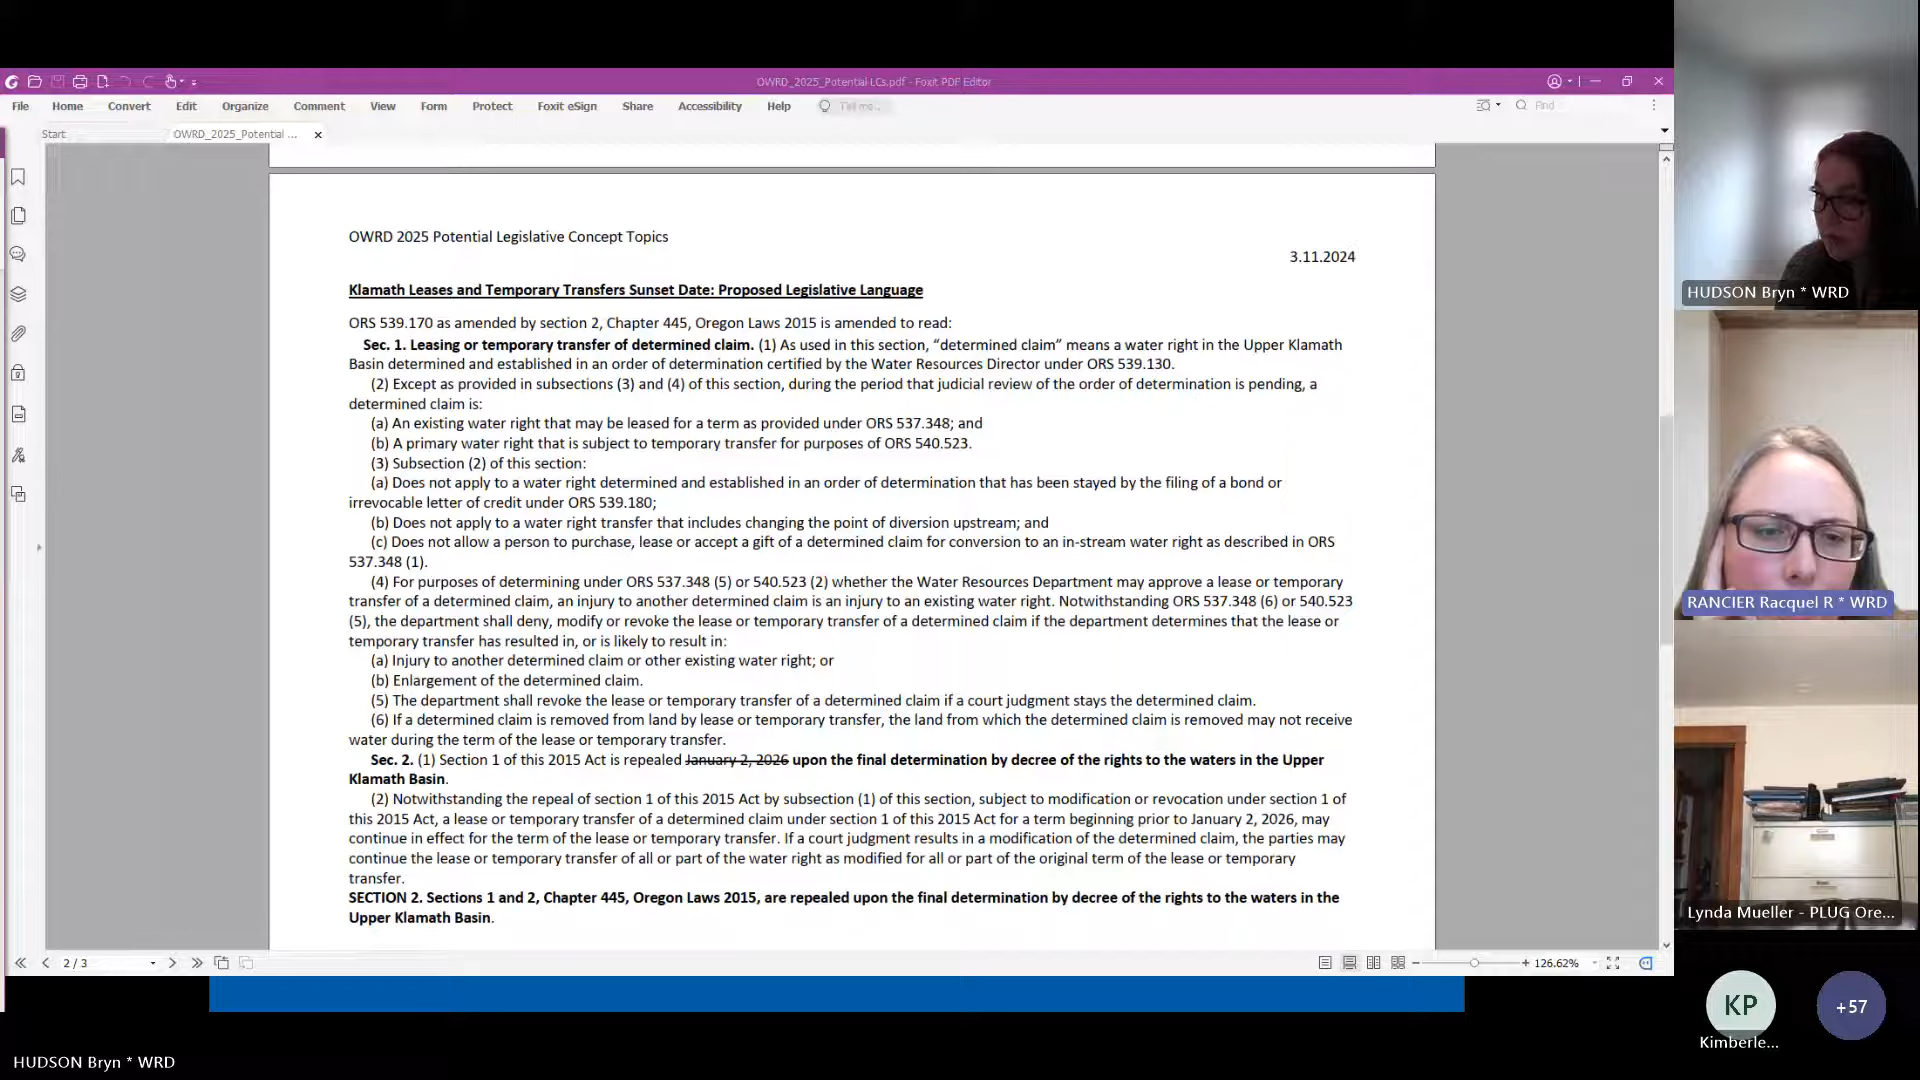 OWRD_2025_Potential LCs.pdf - Foxit PDF Editor
File Home Convert Edit Organize Comment View Form Protect Foxit eSign Share Accessibility Help Tell me... Find
Start OWRD_2025_Potential ...
OWRD 2025 Potential Legislative Concept Topics
3.11.2024
Klamath Leases and Temporary Transfers Sunset Date: Proposed Legislative Language
ORS 539.170 as amended by section 2, Chapter 445, Oregon Laws 2015 is amended to read:
Sec. 1. Leasing or temporary transfer of determined claim. (1) As used in this section, “determined claim” means a water right in the Upper Klamath
Basin determined and established in an order of determination certified by the Water Resources Director under ORS 539.130.
(2) Except as provided in subsections (3) and (4) of this section, during the period that judicial review of the order of determination is pending, a
determined claim is:
(a) An existing water right that may be leased for a term as provided under ORS 537.348; and
(b) A primary water right that is subject to temporary transfer for purposes of ORS 540.523.
(3) Subsection (2) of this section:
(a) Does not apply to a water right determined and established in an order of determination that has been stayed by the filing of a bond or
irrevocable letter of credit under ORS 539.180;
(b) Does not apply to a water right transfer that includes changing the point of diversion upstream; and
(c) Does not allow a person to purchase, lease or accept a gift of a determined claim for conversion to an in-stream water right as described in ORS
537.348 (1).
(4) For purposes of determining under ORS 537.348 (5) or 540.523 (2) whether the Water Resources Department may approve a lease or temporary
transfer of a determined claim, an injury to another determined claim is an injury to an existing water right. Notwithstanding ORS 537.348 (6) or 540.523
(5), the department shall deny, modify or revoke the lease or temporary transfer of a determined claim if the department determines that the lease or
temporary transfer has resulted in, or is likely to result in:
(a) Injury to another determined claim or other existing water right; or
(b) Enlargement of the determined claim.
(5) The department shall revoke the lease or temporary transfer of a determined claim if a court judgment stays the determined claim.
(6) If a determined claim is removed from land by lease or temporary transfer, the land from which the determined claim is removed may not receive
water during the term of the lease or temporary transfer.
Sec. 2. (1) Section 1 of this 2015 Act is repealed January 2, 2026 upon the final determination by decree of the rights to the waters in the Upper
Klamath Basin.
(2) Notwithstanding the repeal of section 1 of this 2015 Act by subsection (1) of this section, subject to modification or revocation under section 1 of
this 2015 Act, a lease or temporary transfer of a determined claim under section 1 of this 2015 Act for a term beginning prior to January 2, 2026, may
continue in effect for the term of the lease or temporary transfer. If a court judgment results in a modification of the determined claim, the parties may
continue the lease or temporary transfer of all or part of the water right as modified for all or part of the original term of the lease or temporary
transfer.
SECTION 2. Sections 1 and 2, Chapter 445, Oregon Laws 2015, are repealed upon the final determination by decree of the rights to the waters in the
Upper Klamath Basin.
2 / 3
126.62%
HUDSON Bryn * WRD
RANCIER Racquel R * WRD
Lynda Mueller - PLUG Ore...
KP
+57
Kimberle...
HUDSON Bryn * WRD